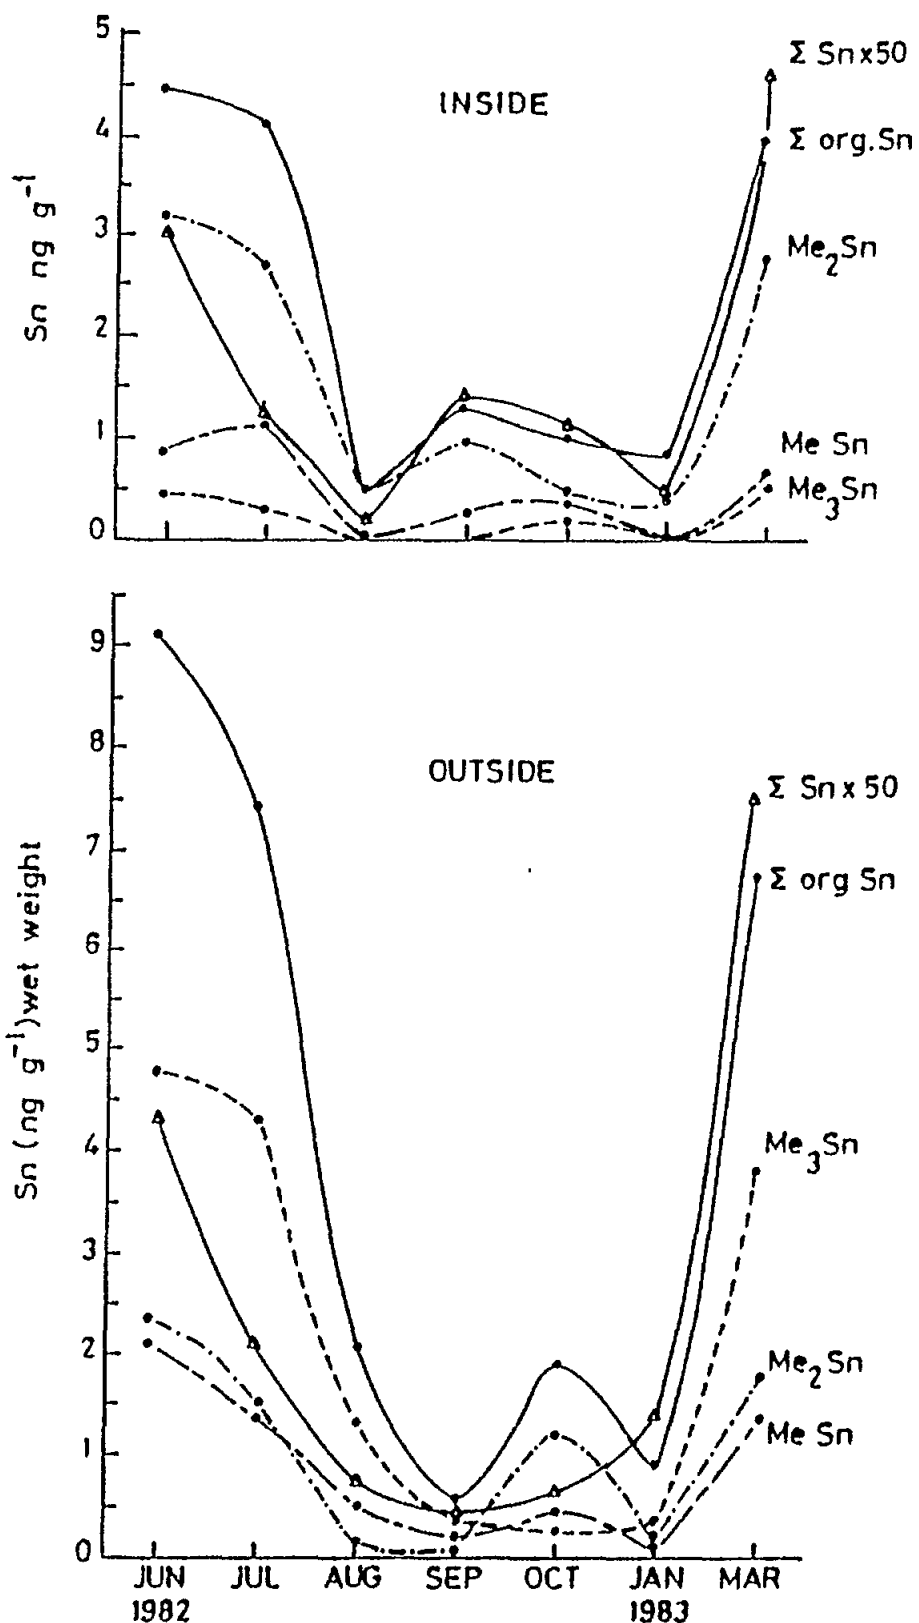 5
4
3
2
1
0
Sn ng g⁻¹
INSIDE
Σ Sn x 50
Σ org.Sn
Me₂Sn
Me Sn
Me₃Sn
9
8
7
6
5
4
3
2
1
0
Sn (ng g⁻¹) wet weight
OUTSIDE
Σ Sn x 50
Σ org Sn
Me₃Sn
Me₂Sn
Me Sn
JUN JUL AUG SEP OCT JAN MAR
1982 1983